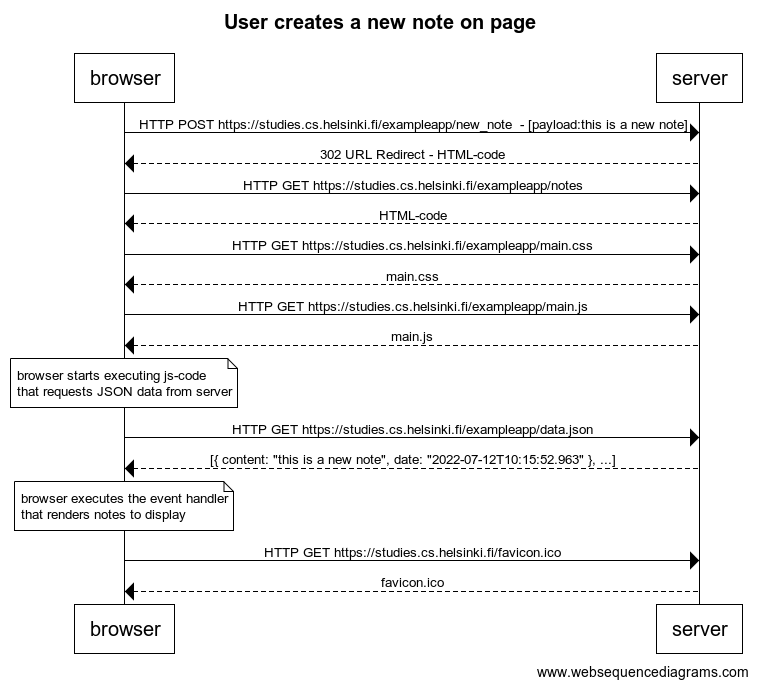 User creates a new note on page
browser
server
HTTP POST https://studies.cs.helsinki.fi/exampleapp/new_note  - [payload:this is a new note]
302 URL Redirect - HTML-code
HTTP GET https://studies.cs.helsinki.fi/exampleapp/notes
HTML-code
HTTP GET https://studies.cs.helsinki.fi/exampleapp/main.css
main.css
HTTP GET https://studies.cs.helsinki.fi/exampleapp/main.js
main.js
browser starts executing js-code
that requests JSON data from server
HTTP GET https://studies.cs.helsinki.fi/exampleapp/data.json
[{ content: "this is a new note", date: "2022-07-12T10:15:52.963" }, ...]
browser executes the event handler
that renders notes to display
HTTP GET https://studies.cs.helsinki.fi/favicon.ico
favicon.ico
browser
server
www.websequencediagrams.com